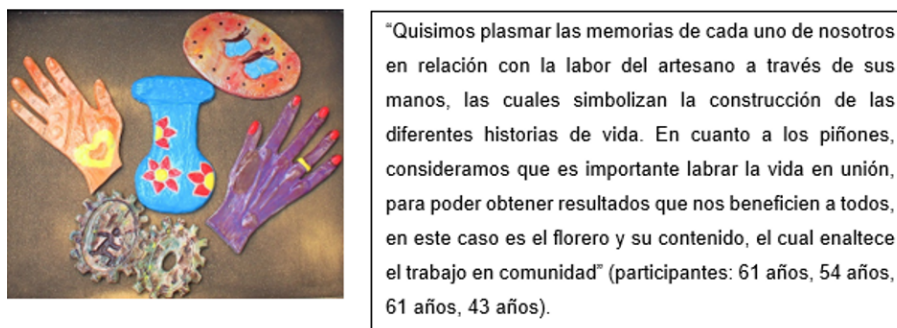 “Quisimos plasmar las memorias de cada uno de nosotros
en relación con la labor del artesano a través de sus
manos, las cuales simbolizan la construcción de las
diferentes historias de vida. En cuanto a los piñones,
consideramos que es importante labrar la vida en unión,
para poder obtener resultados que nos beneficien a todos,
en este caso es el florero y su contenido, el cual enaltece
el trabajo en comunidad” (participantes: 61 años, 54 años,
61 años, 43 años).